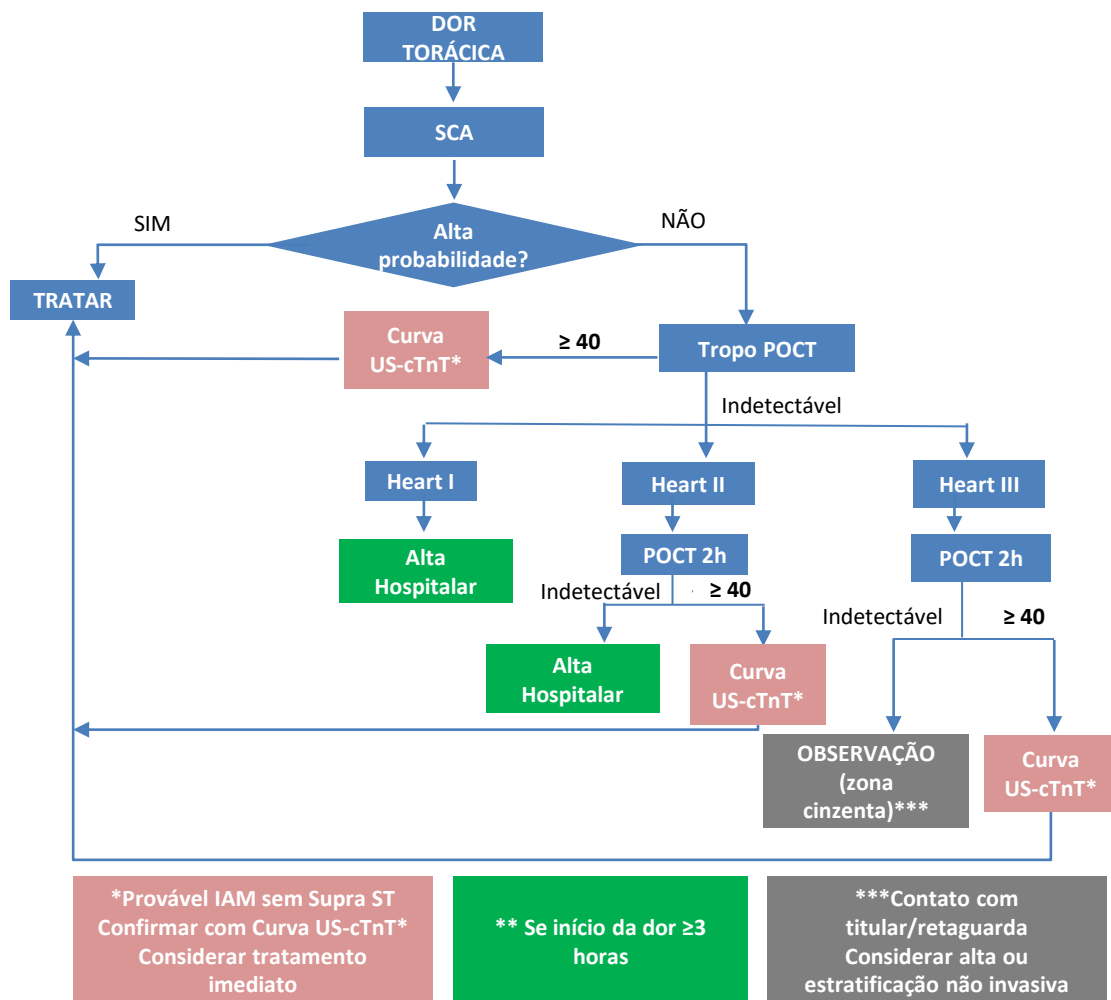 DOR
TORÁCICA
SCA
SIM
NÃO
Alta
probabilidade?
TRATAR
Curva
US-cTnT*
≥ 40
Tropo POCT
Indetectável
Heart I
Heart II
Heart III
Alta
Hospitalar
POCT 2h
POCT 2h
Indetectável
≥ 40
Indetectável
≥ 40
Alta
Hospitalar
Curva
US-cTnT*
OBSERVAÇÃO
(zona
cinzenta)***
Curva
US-cTnT*
*Provável IAM sem Supra ST
Confirmar com Curva US-cTnT*
Considerar tratamento
imediato
** Se início da dor ≥3
horas
***Contato com
titular/retaguarda
Considerar alta ou
estratificação não invasiva